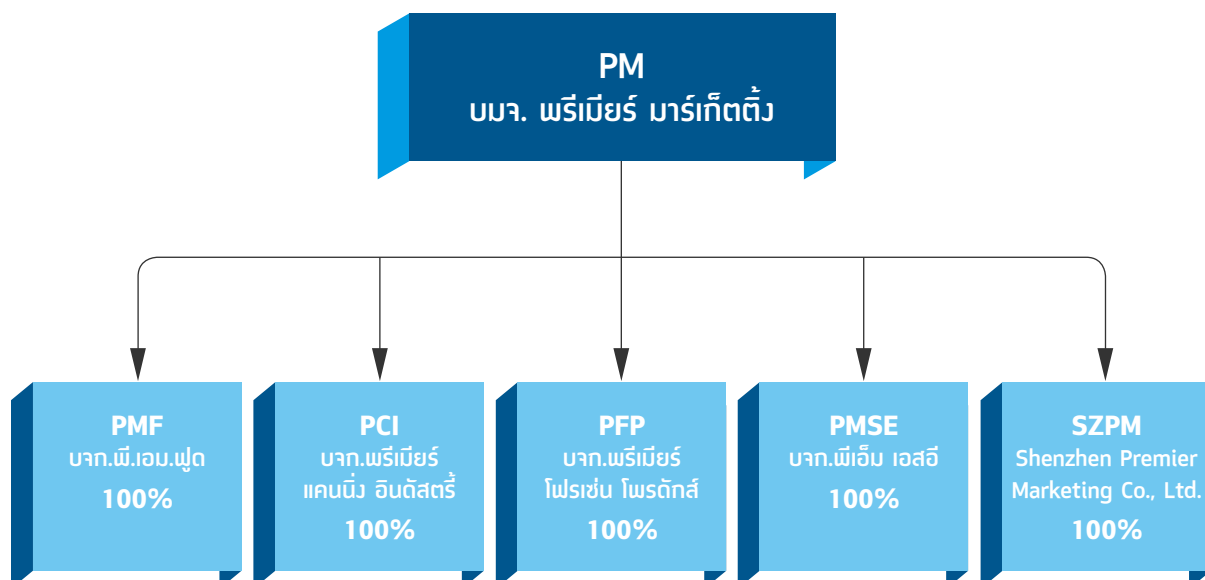 PM
บมจ. พรีเมียร์ มาร์เก็ตติ้ง
PMF
บจก.พี.เอม.ฟูด
100%
PCI
บจก.พรีเมียร์
แคนนิ่ง อินดัสตรี้
100%
PFP
บจก.พรีเมียร์
โฟรเซ่น โพรดักส์
100%
PMSE
บจก.พีเอ็ม เอสอี
100%
SZPM
Shenzhen Premier
Marketing Co., Ltd.
100%